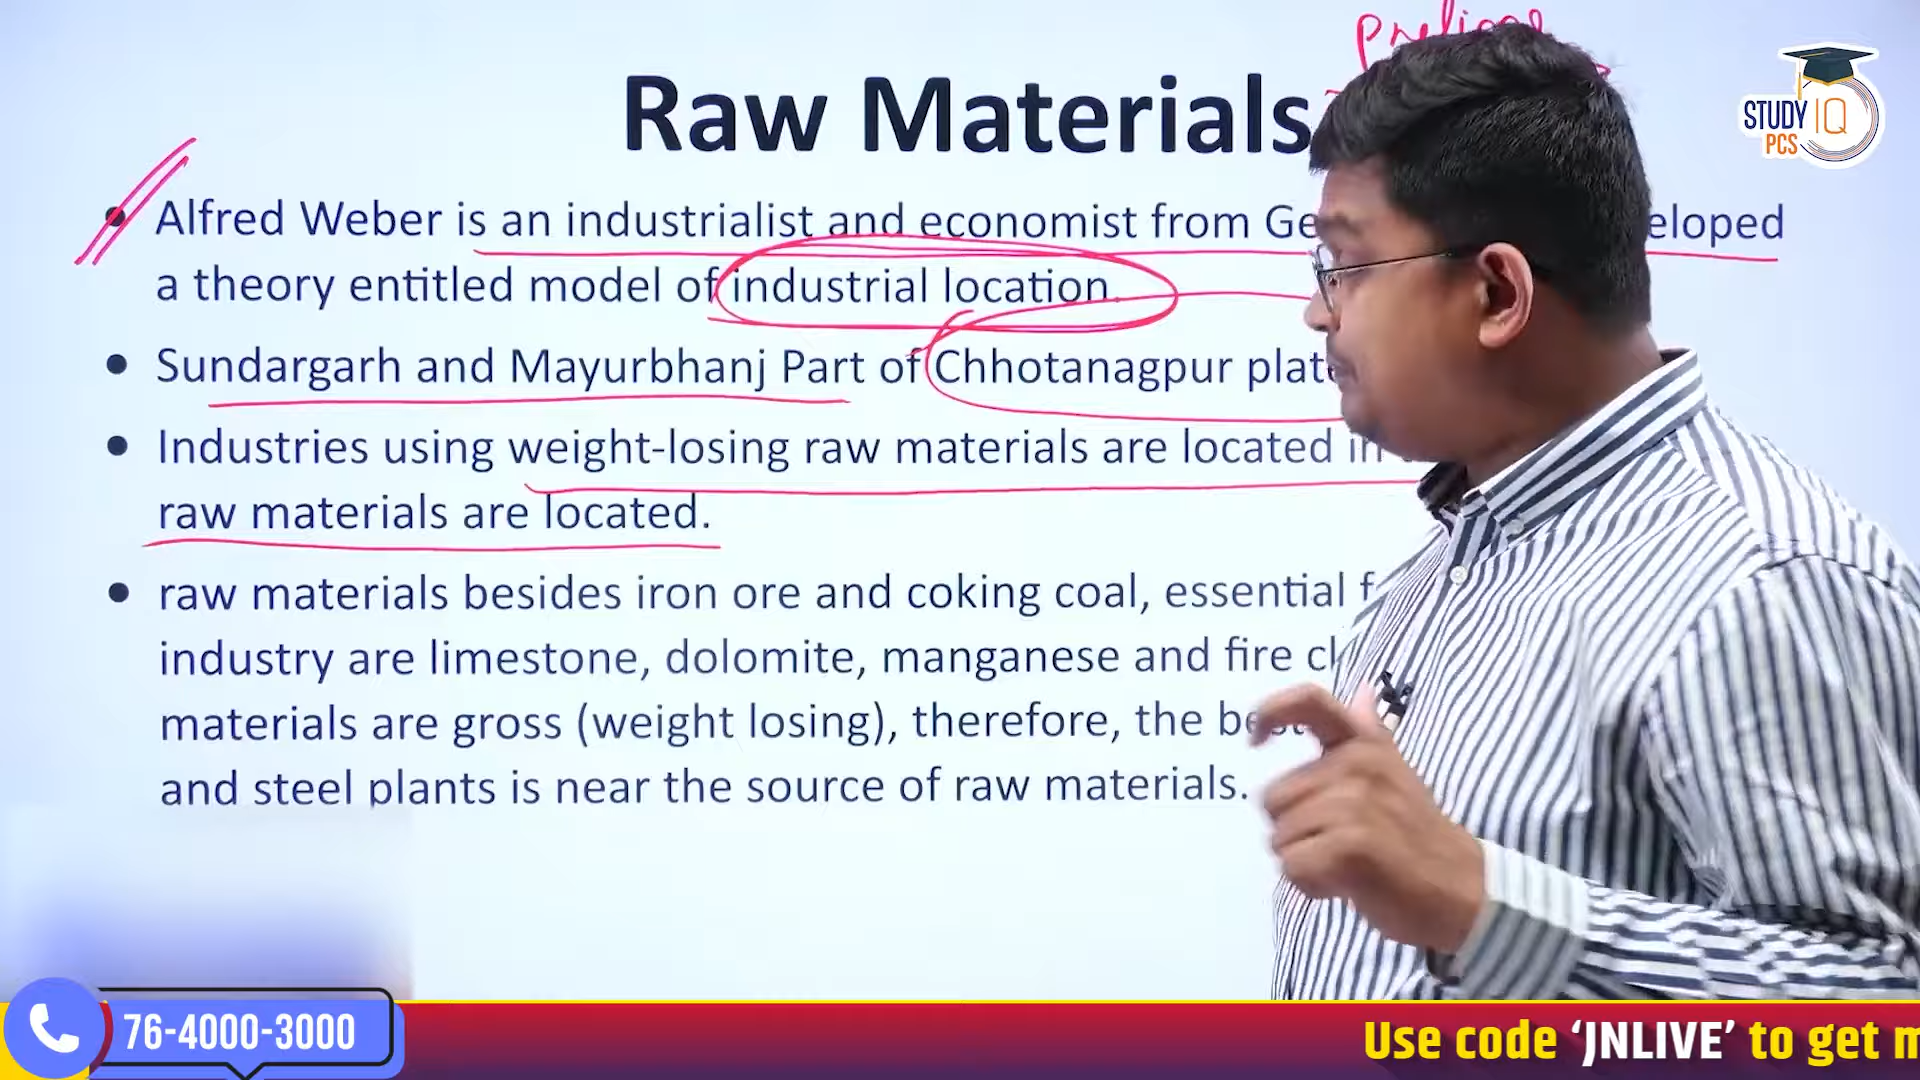 Prelims
Raw Materials
STUDY IQ
PCS
• Alfred Weber is an industrialist and economist from Ge eloped
a theory entitled model of industrial location.
• Sundargarh and Mayurbhanj Part of Chhotanagpur plat
• Industries using weight-losing raw materials are located in
raw materials are located.
• raw materials besides iron ore and coking coal, essential f
industry are limestone, dolomite, manganese and fire cl
materials are gross (weight losing), therefore, the best
and steel plants is near the source of raw materials.
76-4000-3000
Use code ‘JNLIVE’ to get m